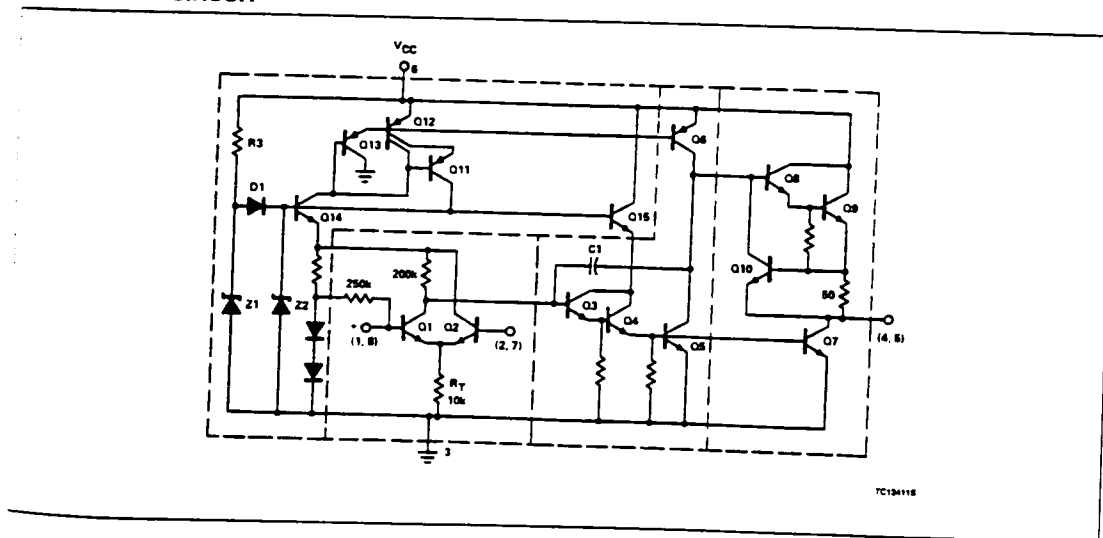 VCC
6
R3
Q12
Q13
Q11
Q6
D1
Q8
Q14
Q15
Q9
C1
200k
250k
Q10
50
Z1
Z2
Q3
+
(1, 8)
Q1
Q2
(2, 7)
Q4
Q5
Q7
(4, 5)
RT
10k
3
TC13411S